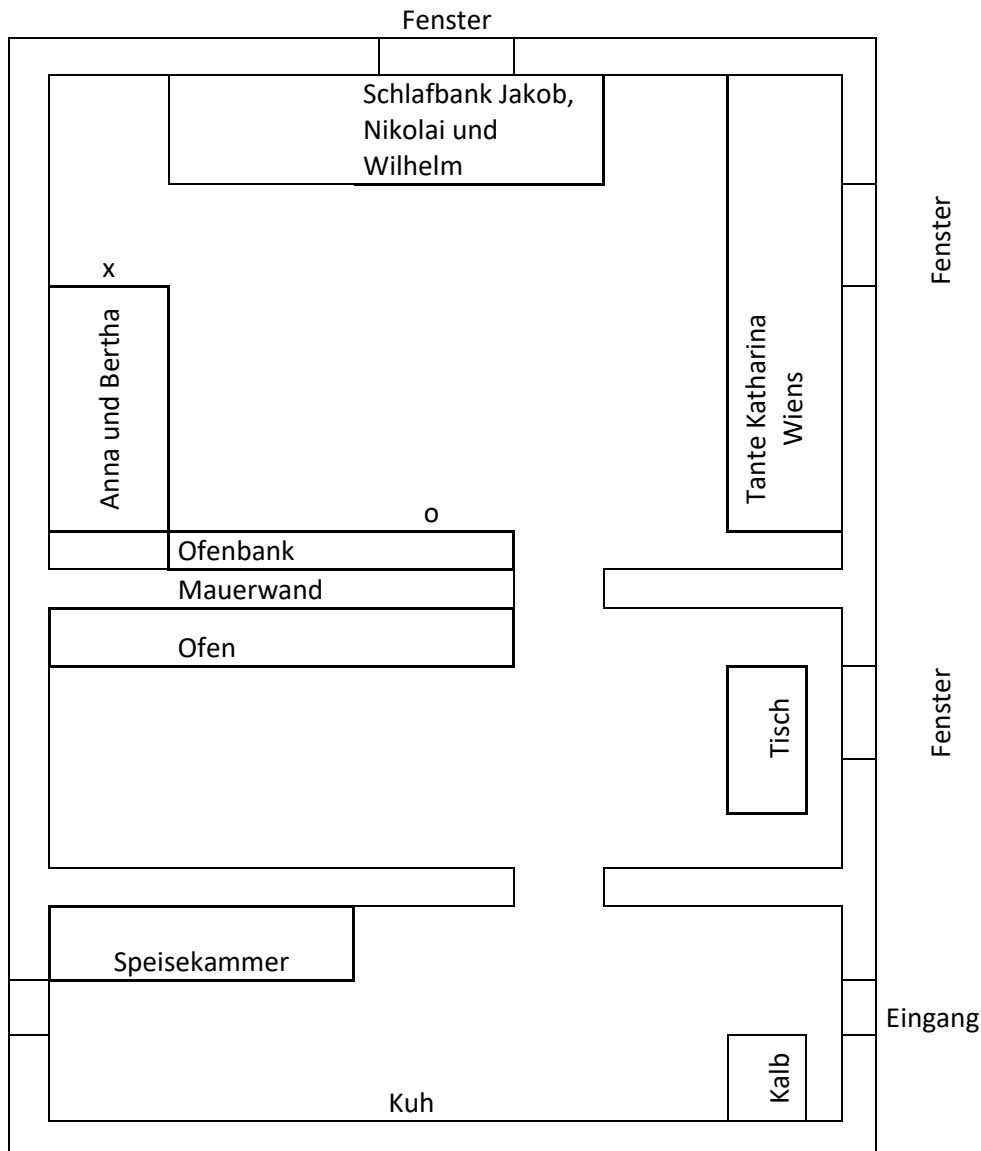 Fenster
Schlafbank Jakob,
Nikolai und
Wilhelm
Fenster
x
Anna und Bertha
Tante Katharina
Wiens
o
Ofenbank
Mauerwand
Ofen
Fenster
Tisch
Speisekammer
Eingang
Kalb
Kuh